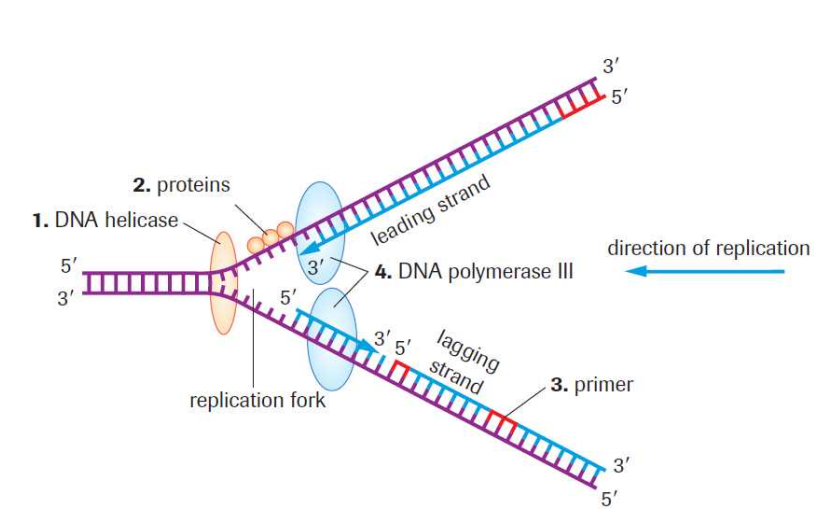 3′
5′
2. proteins
1. DNA helicase
leading strand
direction of replication
5′
3′
3′
4. DNA polymerase III
5′
3′
5′
lagging
strand
3. primer
replication fork
3′
5′